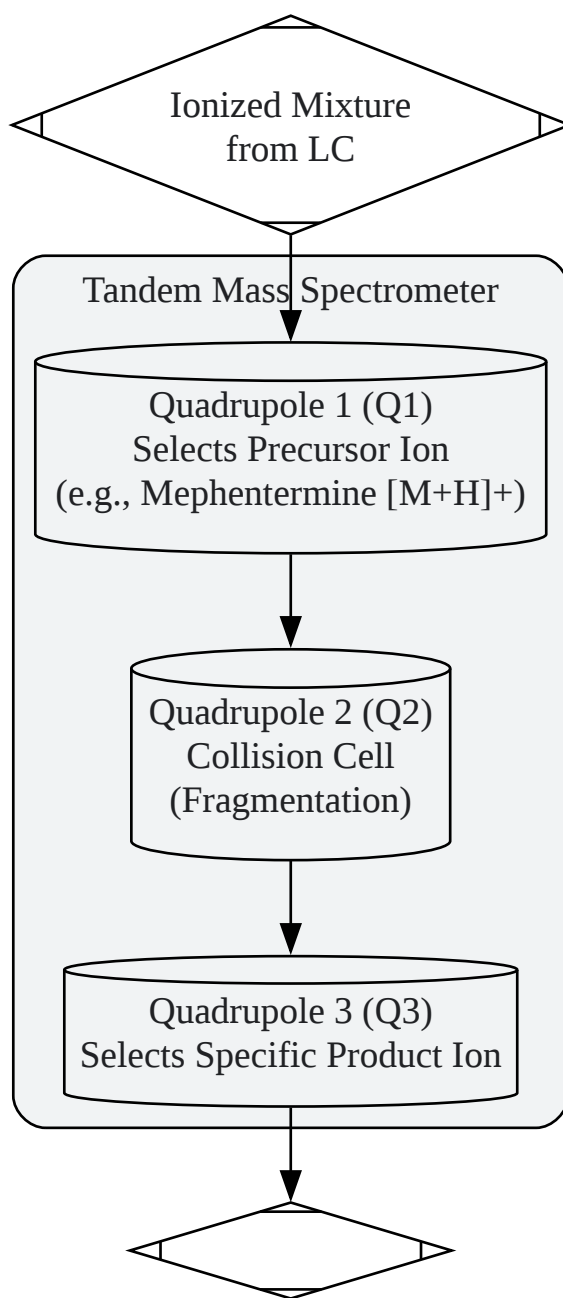 Ionized Mixture
from LC
Tandem Mass Spectrometer
Quadrupole 1 (Q1)
Selects Precursor Ion
(e.g., Mephentermine [M+H]+)
Quadrupole 2 (Q2)
Collision Cell
(Fragmentation)
Quadrupole 3 (Q3)
Selects Specific Product Ion